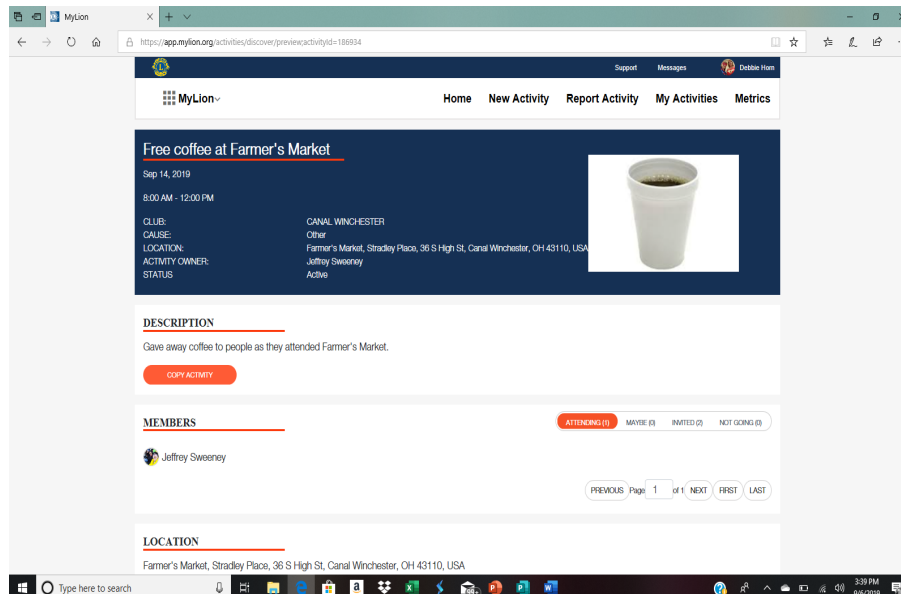 MyLion
https://app.mylion.org/activities/discover/preview;activityId=186934
Support Messages Debbie Horn
MyLion Home New Activity Report Activity My Activities Metrics
Free coffee at Farmer's Market
Sep 14, 2019
8:00 AM - 12:00 PM
CLUB: CANAL WINCHESTER
CAUSE: Other
LOCATION: Farmer's Market, Stradley Place, 36 S High St, Canal Winchester, OH 43110, USA
ACTIVITY OWNER: Jeffrey Sweeney
STATUS Active
DESCRIPTION
Gave away coffee to people as they attended Farmer's Market.
COPY ACTIVITY
MEMBERS ATTENDING (1) MAYBE (0) INVITED (2) NOT GOING (0)
Jeffrey Sweeney
PREVIOUS Page 1 of 1 NEXT FIRST LAST
LOCATION
Farmer's Market, Stradley Place, 36 S High St, Canal Winchester, OH 43110, USA
Type here to search 3:39 PM
9/6/2019